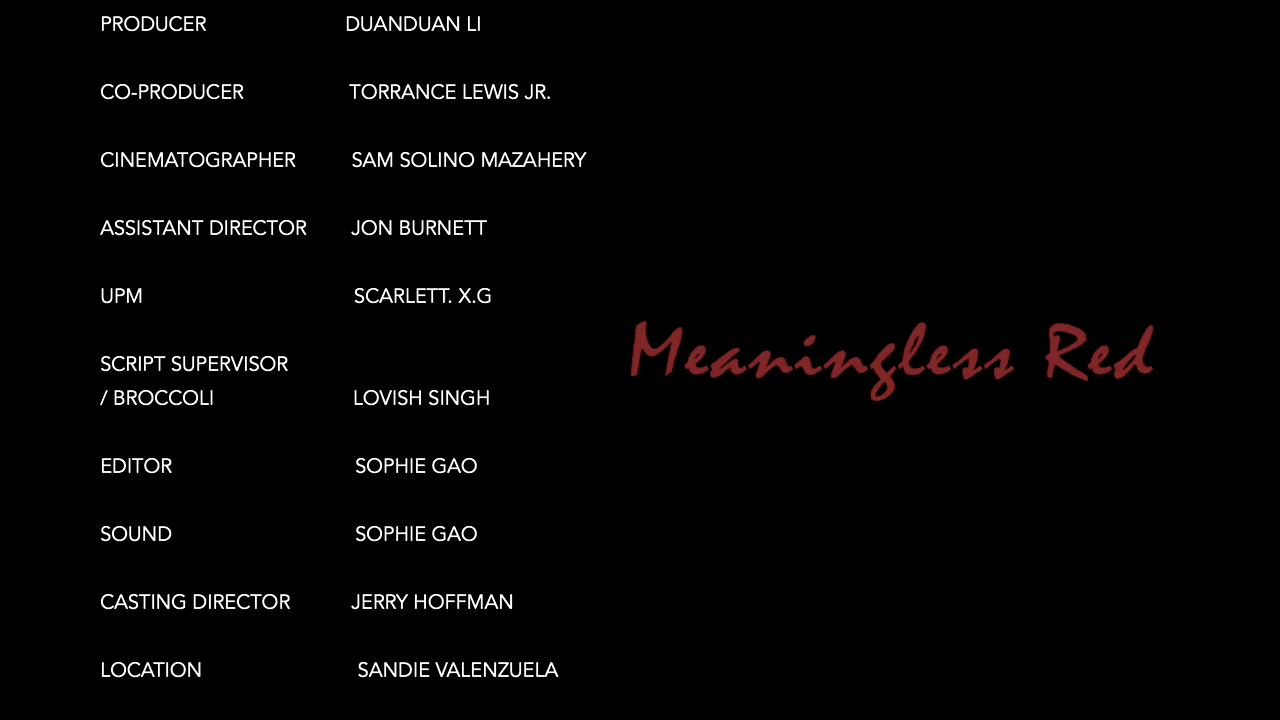 PRODUCER DUANDUAN LI
CO-PRODUCER TORRANCE LEWIS JR.
CINEMATOGRAPHER SAM SOLINO MAZAHERY
ASSISTANT DIRECTOR JON BURNETT
UPM SCARLETT. X.G
SCRIPT SUPERVISOR
/ BROCCOLI LOVISH SINGH
EDITOR SOPHIE GAO
SOUND SOPHIE GAO
CASTING DIRECTOR JERRY HOFFMAN
LOCATION SANDIE VALENZUELA
Meaningless Red